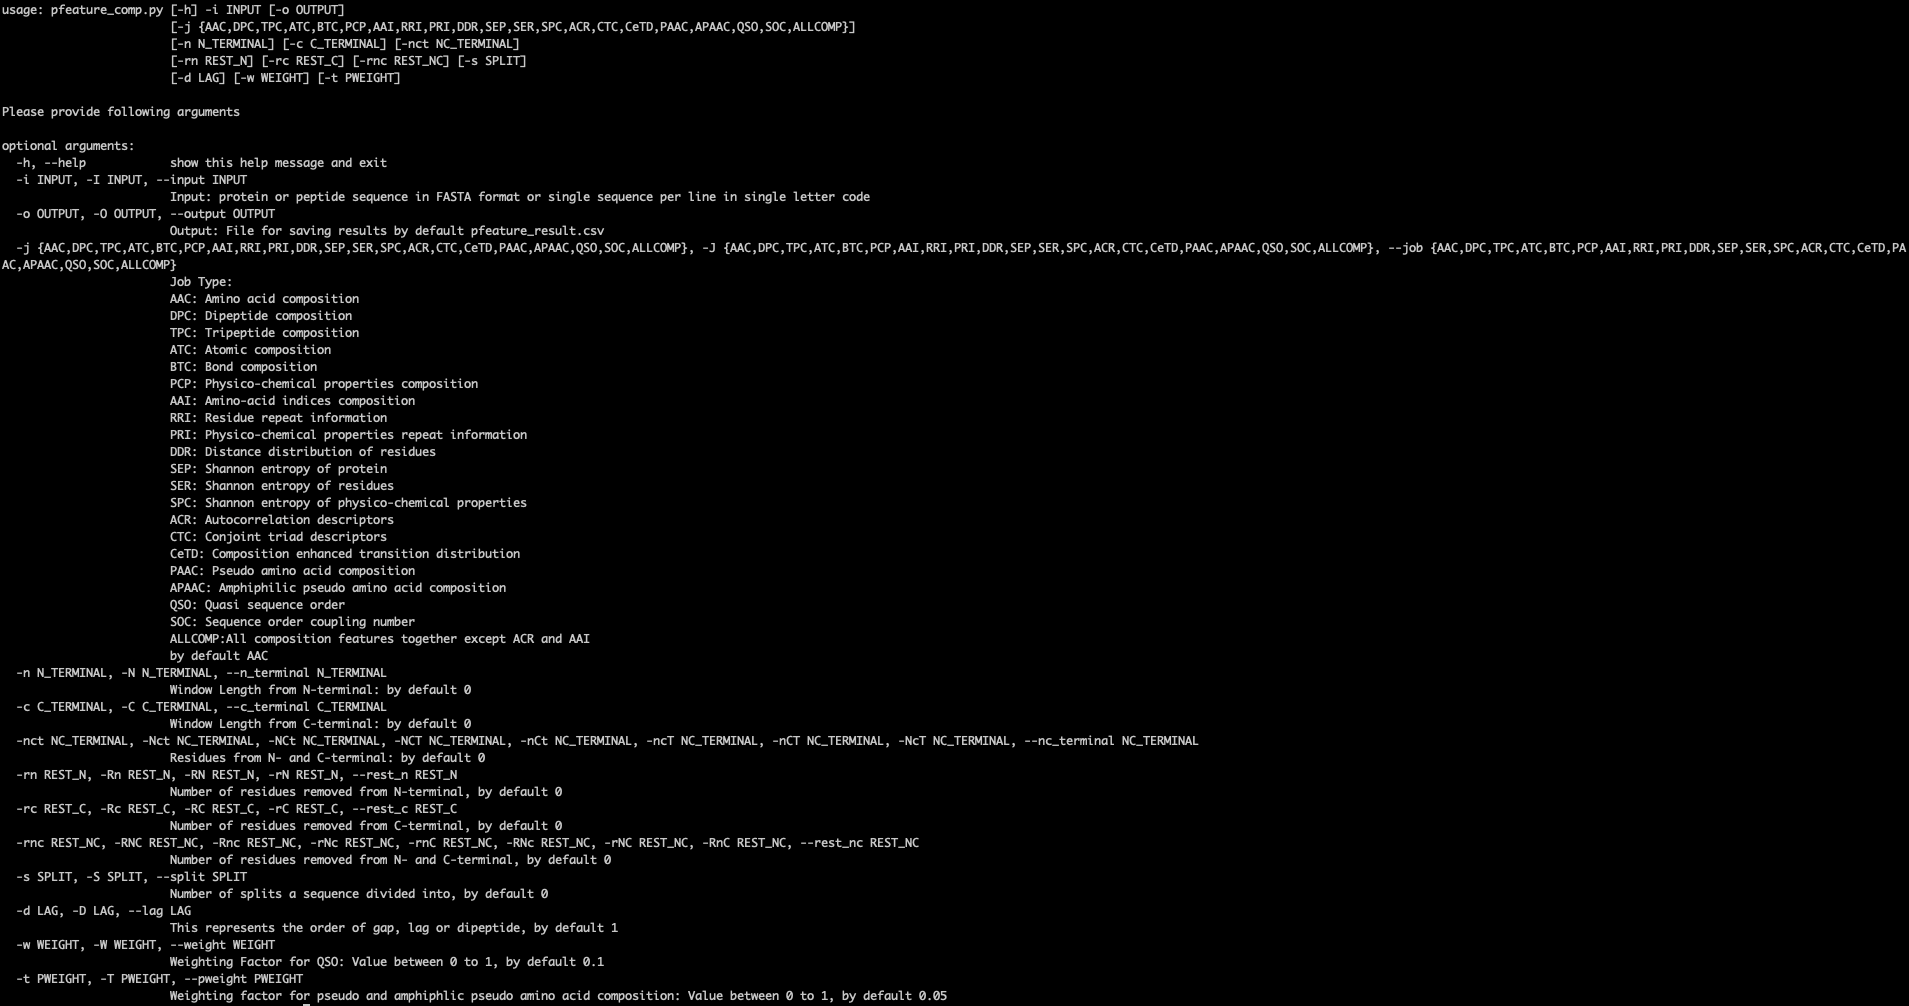 usage: pfeature_comp.py [-h] -i INPUT [-o OUTPUT]
[-j {AAC,DPC,TPC,ATC,BTC,PCP,AAI,RRI,PRI,DDR,SEP,SER,SPC,ACR,CTC,CeTD,PAAC,APAAC,QSO,SOC,ALLCOMP}]
[-n N_TERMINAL] [-c C_TERMINAL] [-nct NC_TERMINAL]
[-rn REST_N] [-rc REST_C] [-rnc REST_NC] [-s SPLIT]
[-d LAG] [-w WEIGHT] [-t PWEIGHT]
Please provide following arguments
optional arguments:
-h, --help            show this help message and exit
-i INPUT, -I INPUT, --input INPUT
Input: protein or peptide sequence in FASTA format or single sequence per line in single letter code
-o OUTPUT, -O OUTPUT, --output OUTPUT
Output: File for saving results by default pfeature_result.csv
-j {AAC,DPC,TPC,ATC,BTC,PCP,AAI,RRI,PRI,DDR,SEP,SER,SPC,ACR,CTC,CeTD,PAAC,APAAC,QSO,SOC,ALLCOMP}, -J {AAC,DPC,TPC,ATC,BTC,PCP,AAI,RRI,PRI,DDR,SEP,SER,SPC,ACR,CTC,CeTD,PAAC,APAAC,QSO,SOC,ALLCOMP}, --job {AAC,DPC,TPC,ATC,BTC,PCP,AAI,RRI,PRI,DDR,SEP,SER,SPC,ACR,CTC,CeTD,PA
AC,APAAC,QSO,SOC,ALLCOMP}
Job Type:
AAC: Amino acid composition
DPC: Dipeptide composition
TPC: Tripeptide composition
ATC: Atomic composition
BTC: Bond composition
PCP: Physico-chemical properties composition
AAI: Amino-acid indices composition
RRI: Residue repeat information
PRI: Physico-chemical properties repeat information
DDR: Distance distribution of residues
SEP: Shannon entropy of protein
SER: Shannon entropy of residues
SPC: Shannon entropy of physico-chemical properties
ACR: Autocorrelation descriptors
CTC: Conjoint triad descriptors
CeTD: Composition enhanced transition distribution
PAAC: Pseudo amino acid composition
APAAC: Amphiphilic pseudo amino acid composition
QSO: Quasi sequence order
SOC: Sequence order coupling number
ALLCOMP:All composition features together except ACR and AAI
by default AAC
-n N_TERMINAL, -N N_TERMINAL, --n_terminal N_TERMINAL
Window Length from N-terminal: by default 0
-c C_TERMINAL, -C C_TERMINAL, --c_terminal C_TERMINAL
Window Length from C-terminal: by default 0
-nct NC_TERMINAL, -Nct NC_TERMINAL, -NCt NC_TERMINAL, -NCT NC_TERMINAL, -nCt NC_TERMINAL, -ncT NC_TERMINAL, -nCT NC_TERMINAL, -NcT NC_TERMINAL, --nc_terminal NC_TERMINAL
Residues from N- and C-terminal: by default 0
-rn REST_N, -Rn REST_N, -RN REST_N, -rN REST_N, --rest_n REST_N
Number of residues removed from N-terminal, by default 0
-rc REST_C, -Rc REST_C, -RC REST_C, -rC REST_C, --rest_c REST_C
Number of residues removed from C-terminal, by default 0
-rnc REST_NC, -RNC REST_NC, -Rnc REST_NC, -rNc REST_NC, -rnC REST_NC, -RNc REST_NC, -rNC REST_NC, -RnC REST_NC, --rest_nc REST_NC
Number of residues removed from N- and C-terminal, by default 0
-s SPLIT, -S SPLIT, --split SPLIT
Number of splits a sequence divided into, by default 0
-d LAG, -D LAG, --lag LAG
This represents the order of gap, lag or dipeptide, by default 1
-w WEIGHT, -W WEIGHT, --weight WEIGHT
Weighting Factor for QSO: Value between 0 to 1, by default 0.1
-t PWEIGHT, -T PWEIGHT, --pweight PWEIGHT
Weighting factor for pseudo and amphiphlic pseudo amino acid composition: Value between 0 to 1, by default 0.05